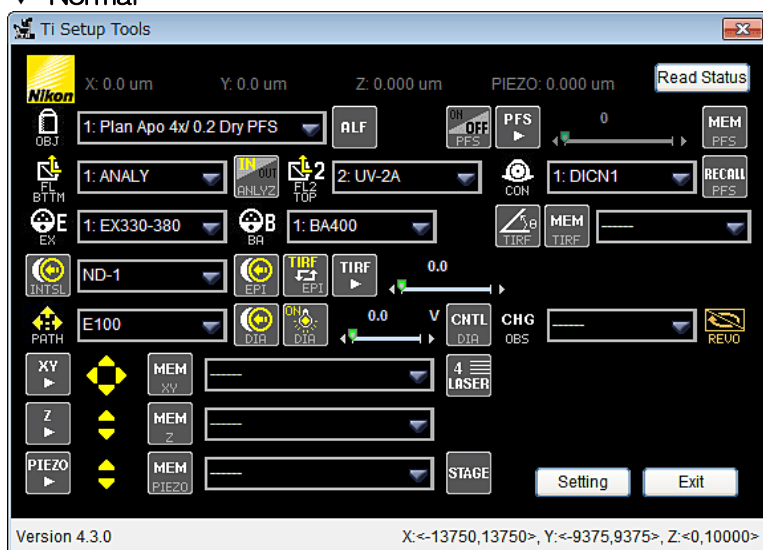 Normal
Ti Setup Tools
Nikon X: 0.0 um Y: 0.0 um Z: 0.000 um PIEZO: 0.000 um Read Status
OBJ 1: Plan Apo 4x/ 0.2 Dry PFS ALF ON OFF PFS PFS 0 MEM PFS
FL BTTM 1: ANALY IN OUT ANLYZ 2 FL2 TOP 2: UV-2A CON 1: DICN1 RECALL PFS
E EX 1: EX330-380 B BA 1: BA400 θ TIRF MEM TIRF -----
INTSL ND-1 EPI TIRF EPI TIRF 0.0
PATH E100 DIA ON DIA 0.0 V CNTL DIA CHG OBS ----- REVO
XY MEM XY ----- 4 LASER
Z MEM Z -----
PIEZO MEM PIEZO ----- STAGE Setting Exit
Version 4.3.0 X:<-13750,13750>, Y:<-9375,9375>, Z:<0,10000>